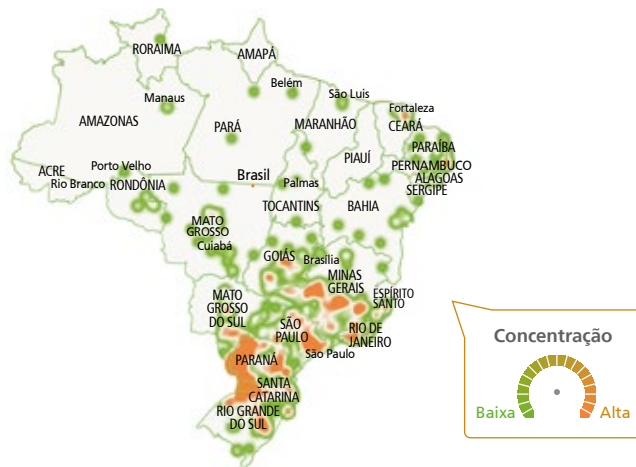 RORAIMA
AMAPÁ
Belém
São Luis
Manaus
Fortaleza
AMAZONAS
PARÁ
MARANHÃO
CEARÁ
PARAÍBA
PIAUÍ
PERNAMBUCO
ACRE
Porto Velho
Brasil
ALAGOAS
Rio Branco
RONDÔNIA
Palmas
SERGIPE
TOCANTINS
BAHIA
MATO
GROSSO
Cuiabá
GOIÁS
Brasília
MINAS
GERAIS
ESPÍRITO
SANTO
MATO
GROSSO
DO SUL
SÃO
PAULO
RIO DE
JANEIRO
São Paulo
PARANÁ
SANTA
CATARINA
RIO GRANDE
DO SUL
Concentração
Baixa
Alta